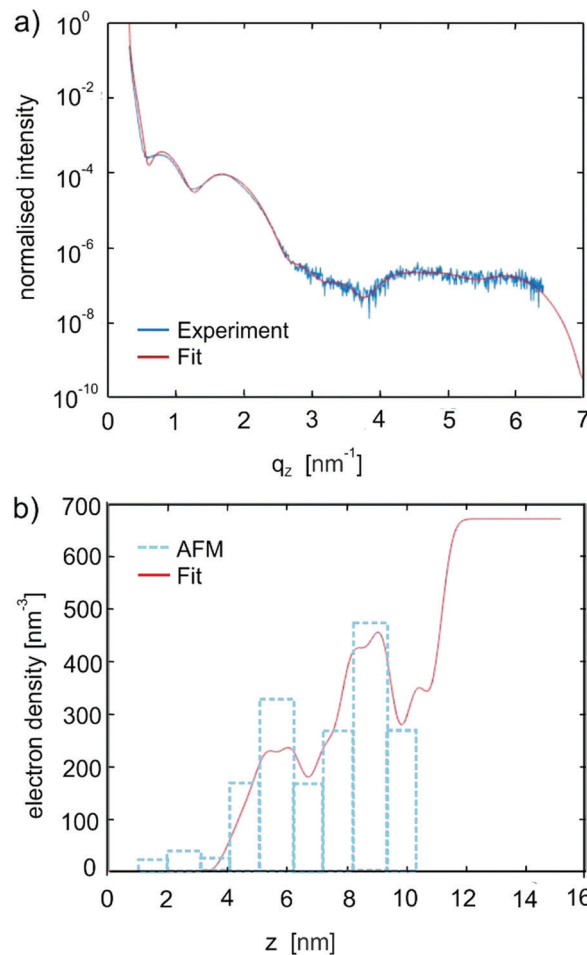 a)
10⁰
10⁻²
10⁻⁴
10⁻⁶
10⁻⁸
10⁻¹⁰
normalised intensity
Experiment
Fit
0 1 2 3 4 5 6 7
q_z [nm⁻¹]
b)
700
600
500
400
300
200
100
0
electron density [nm⁻³]
AFM
Fit
0 2 4 6 8 10 12 14 16
z [nm]